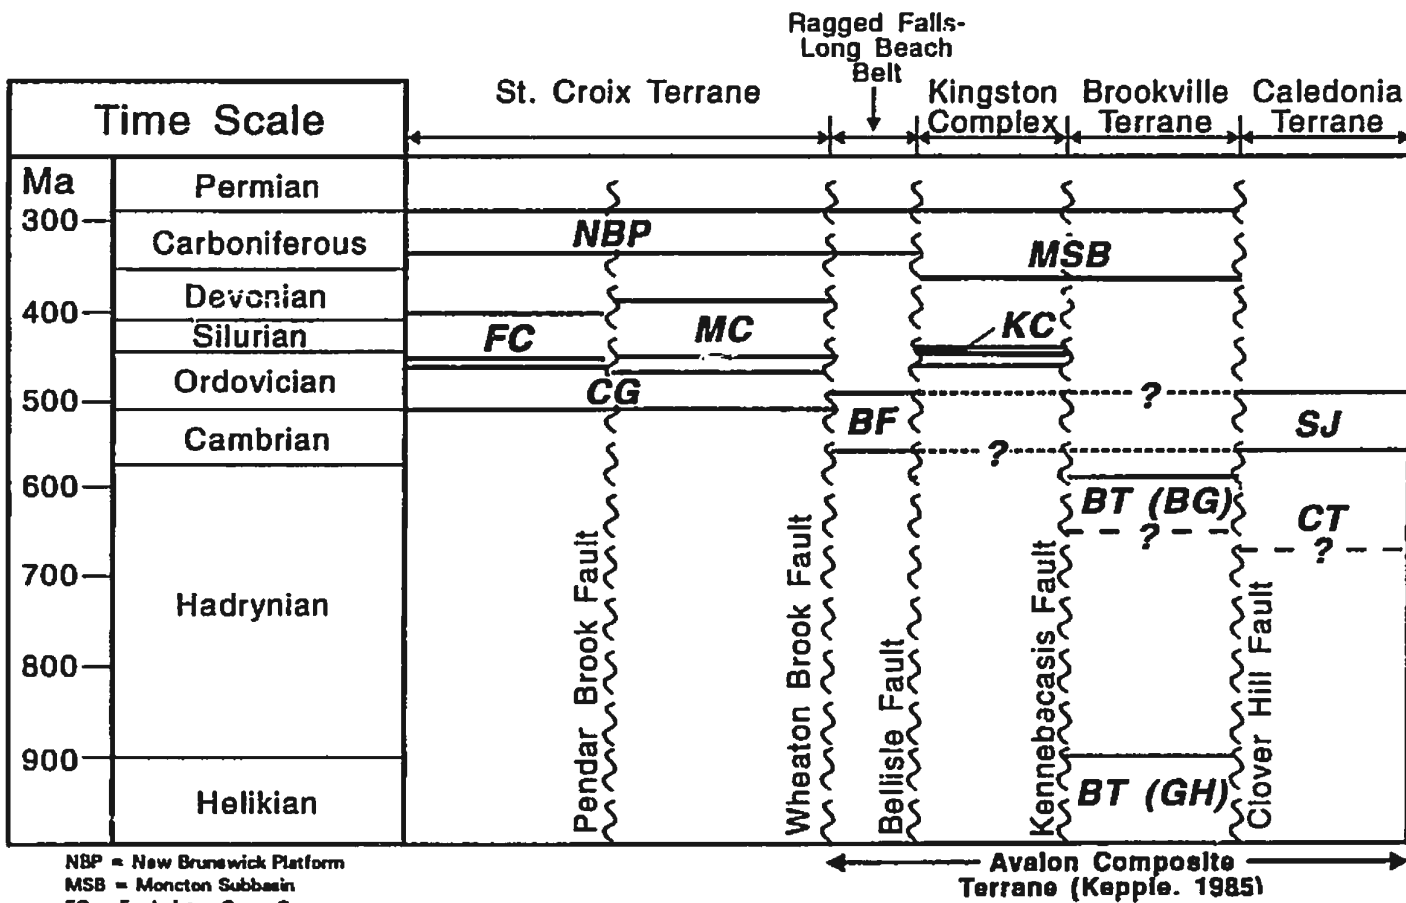 Ragged Falls-
Long Beach
Belt
St. Croix Terrane
Kingston
Complex
Brookville
Terrane
Caledonia
Terrane
Time Scale
Ma
Permian
300
Carboniferous
NBP
MSB
Devonian
400
Silurian
FC
MC
KC
Ordovician
CG
?
500
BF
SJ
Cambrian
?
600
BT (BG)
CT
?
?
700
Hadrynian
800
900
Helikian
BT (GH)
Pendar Brook Fault
Wheaton Brook Fault
Bellisle Fault
Kennebacasis Fault
Clover Hill Fault
NBP = New Brunswick Platform
MSB = Moncton Subbasin
Avalon Composite
Terrane (Keppie. 1985)